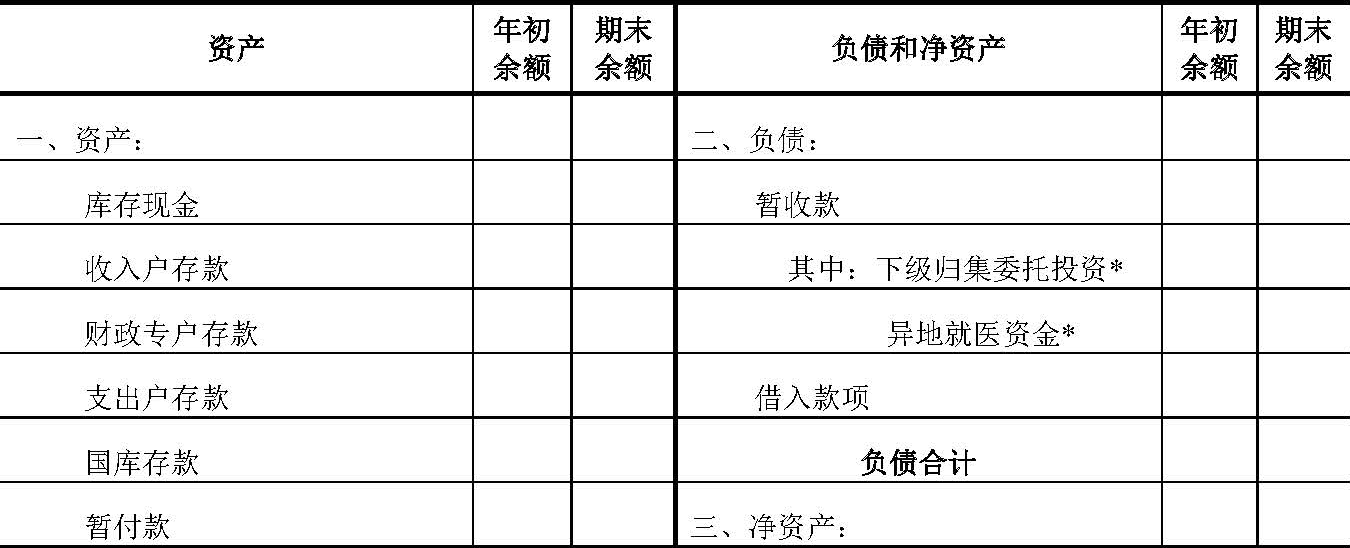 资产 年初余额 期末余额 负债和净资产 年初余额 期末余额
一、资产： 二、负债：
库存现金 暂收款
收入户存款 其中：下级归集委托投资*
财政专户存款 异地就医资金*
支出户存款 借入款项
国库存款 负债合计
暂付款 三、净资产：